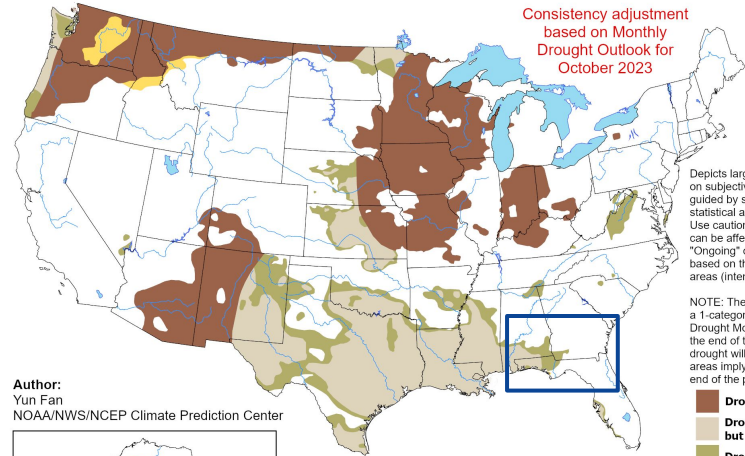 Consistency adjustment
based on Monthly
Drought Outlook for
October 2023
Depicts larg
on subjectiv
guided by s
statistical a
Use caution
can be affe
"Ongoing" d
based on th
areas (inter
NOTE: The
a 1-categor
Drought Mo
the end of t
drought will
areas imply
end of the p
Author:
Yun Fan
NOAA/NWS/NCEP Climate Prediction Center
Dro
Dro
but
Dro